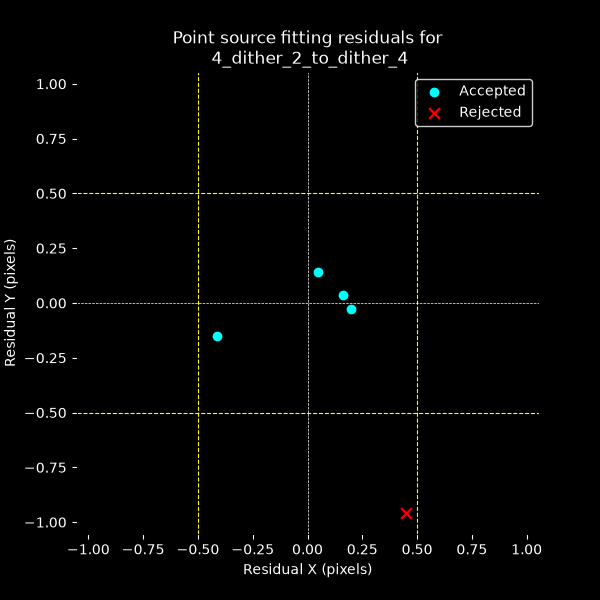 Point source fitting residuals for
4_dither_2_to_dither_4
Accepted
Rejected
1.00
0.75
0.50
0.25
0.00
−0.25
−0.50
−0.75
−1.00
Residual Y (pixels)
−1.00 −0.75 −0.50 −0.25 0.00 0.25 0.50 0.75 1.00
Residual X (pixels)